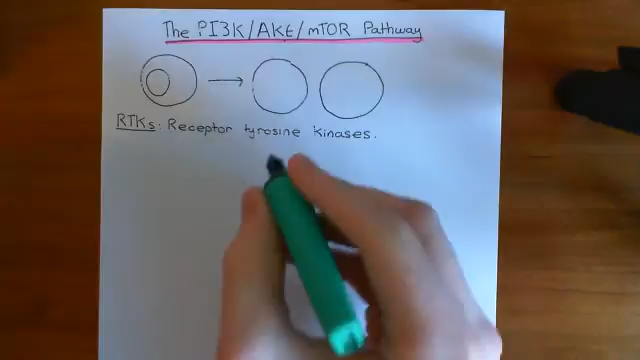 The PI3K/AKt/mTOR Pathway
RTKs: Receptor tyrosine kinases.